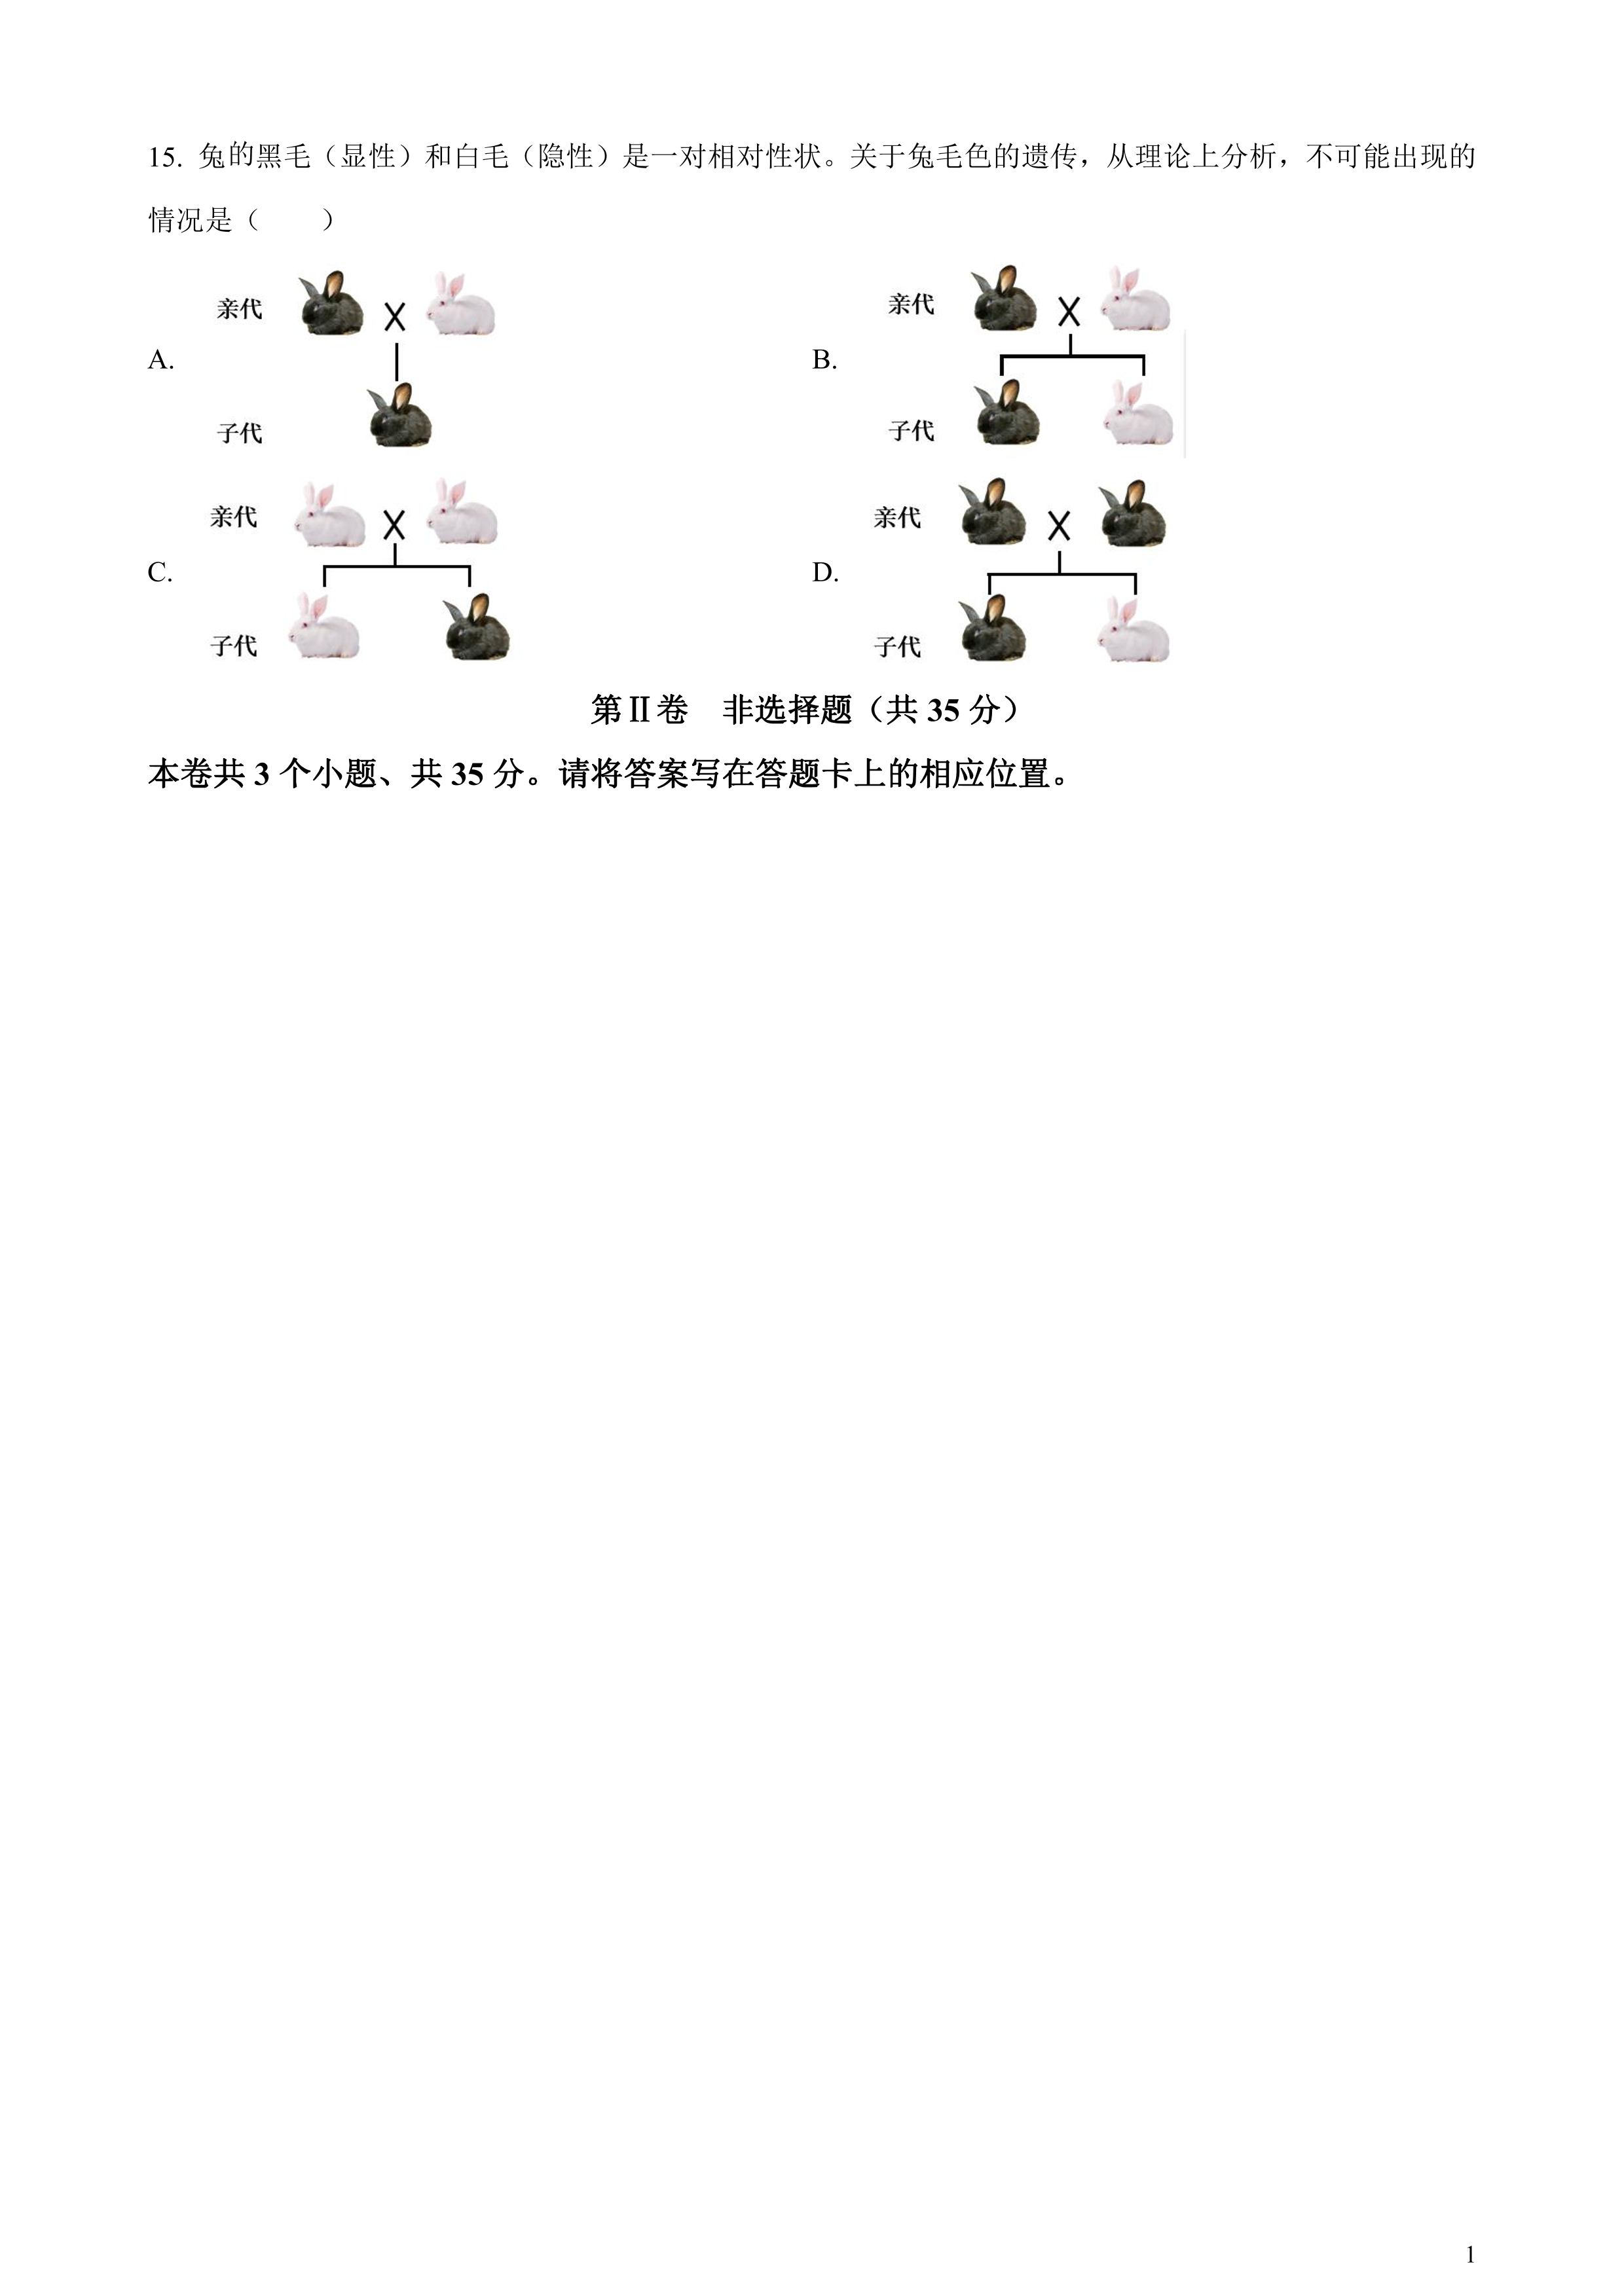 15. 兔的黑毛（显性）和白毛（隐性）是一对相对性状。关于兔毛色的遗传，从理论上分析，不可能出现的
情况是（　　）
A.
亲代
X
子代
B.
亲代
X
子代
C.
亲代
X
子代
D.
亲代
X
子代
第Ⅱ卷　非选择题（共 35 分）
本卷共 3 个小题、共 35 分。请将答案写在答题卡上的相应位置。
1